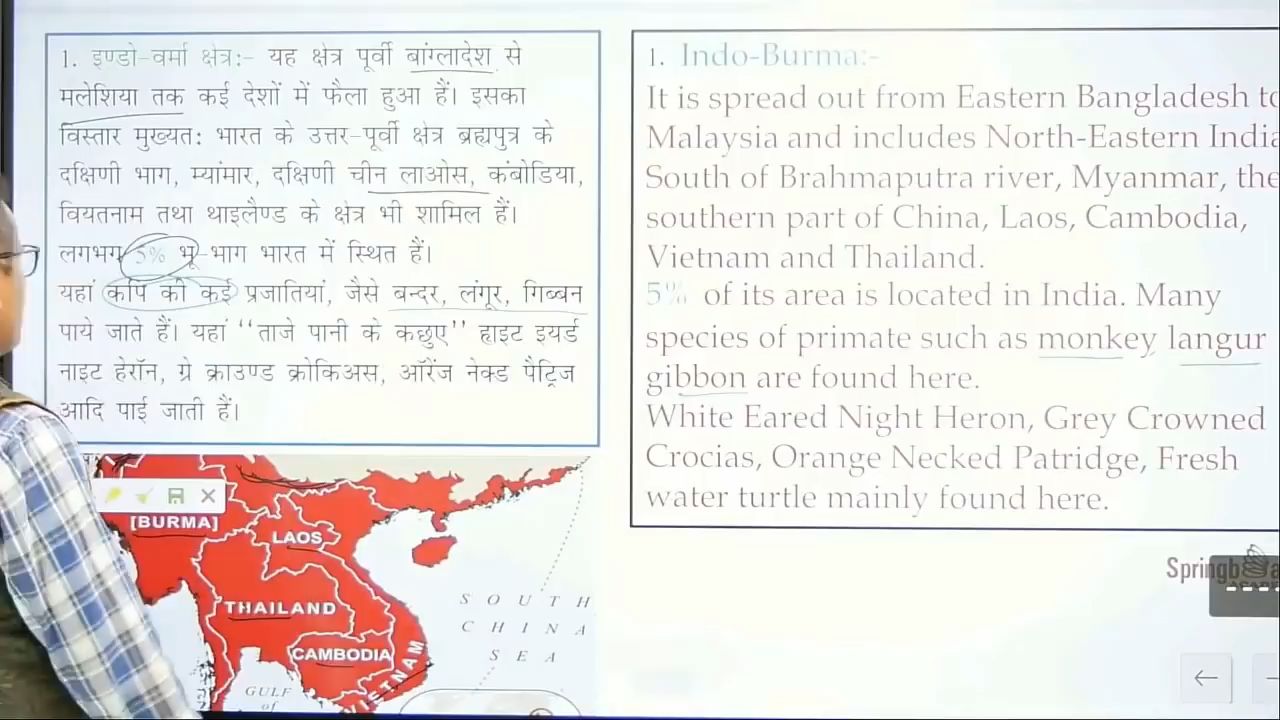 1. इण्डो-वर्मा क्षेत्र:- यह क्षेत्र पूर्वी बांग्लादेश से
मलेशिया तक कई देशों में फैला हुआ हैं। इसका
विस्तार मुख्यत: भारत के उत्तर-पूर्वी क्षेत्र ब्रह्मपुत्र के
दक्षिणी भाग, म्यांमार, दक्षिणी चीन लाओस, कंबोडिया,
वियतनाम तथा थाइलैण्ड के क्षेत्र भी शामिल हैं।
लगभग 5% भू-भाग भारत में स्थित हैं।
यहां कपि की कई प्रजातियां, जैसे बन्दर, लंगूर, गिब्बन
पाये जाते हैं। यहां "ताजे पानी के कछुए" ह्वाइट इयर्ड
नाइट हेरॉन, ग्रे क्राउण्ड क्रोकिअस, ऑरेंज नेक्ड पैट्रिज
आदि पाई जाती हैं।
1. Indo-Burma:-
It is spread out from Eastern Bangladesh to
Malaysia and includes North-Eastern India
South of Brahmaputra river, Myanmar, the
southern part of China, Laos, Cambodia,
Vietnam and Thailand.
5% of its area is located in India. Many
species of primate such as monkey langur
gibbon are found here.
White Eared Night Heron, Grey Crowned
Crocias, Orange Necked Patridge, Fresh
water turtle mainly found here.
[BURMA]
LAOS
THAILAND
CAMBODIA
VIETNAM
GULF
of
SOUTH
CHINA
SEA